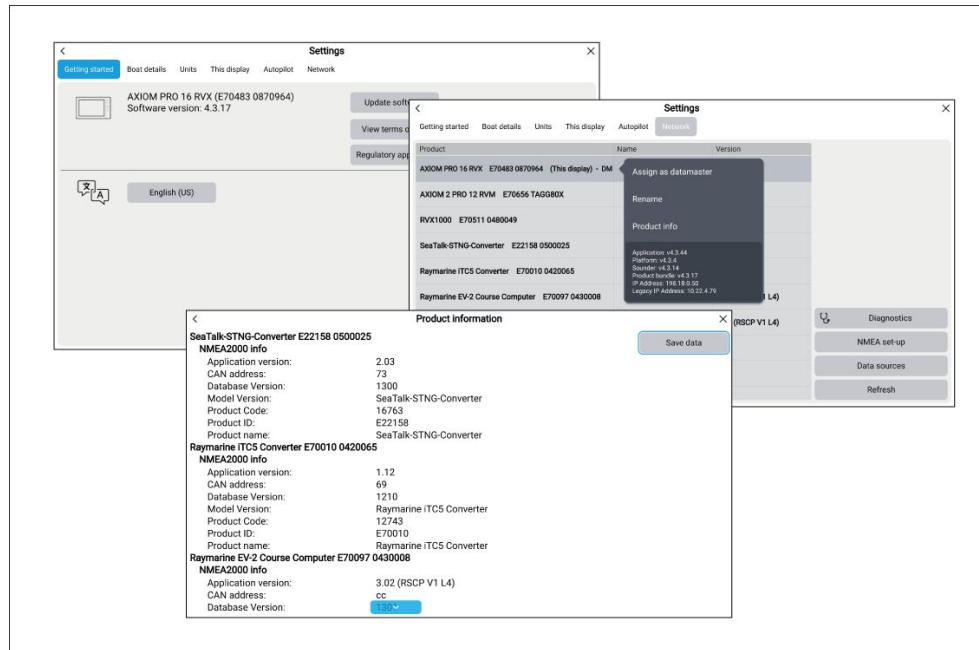 Settings
Getting started Boat details Units This display Autopilot Network
AXIOM PRO 16 RVX (E70483 0870964)
Software version: 4.3.17
Update soft
View terms o
Regulatory app
English (US)
Settings
Getting started Boat details Units This display Autopilot Network
Product Name Version
AXIOM PRO 16 RVX E70483 0870964 (This display) - DM
AXIOM 2 PRO 12 RVM E70656 TAGG80X
RVX1000 E70511 0480049
SeaTalk-STNG-Converter E22158 0500025
Raymarine iTC5 Converter E70010 0420065
Raymarine EV-2 Course Computer E70097 0430008
Assign as datamaster
Rename
Product info
Application: v4.3.44
Platform: v4.3.4
Sounder: v4.3.14
Product bundle: v4.3.17
IP Address: 198.18.0.50
Legacy IP Address: 10.22.4.79
1 L4)
(RSCP V1 L4)
Diagnostics
NMEA set-up
Data sources
Refresh
Product information
Save data
SeaTalk-STNG-Converter E22158 0500025
NMEA2000 info
Application version: 2.03
CAN address: 73
Database Version: 1300
Model Version: SeaTalk-STNG-Converter
Product Code: 16763
Product ID: E22158
Product name: SeaTalk-STNG-Converter
Raymarine iTC5 Converter E70010 0420065
NMEA2000 info
Application version: 1.12
CAN address: 69
Database Version: 1210
Model Version: Raymarine iTC5 Converter
Product Code: 12743
Product ID: E70010
Product name: Raymarine iTC5 Converter
Raymarine EV-2 Course Computer E70097 0430008
NMEA2000 info
Application version: 3.02 (RSCP V1 L4)
CAN address: cc
Database Version: